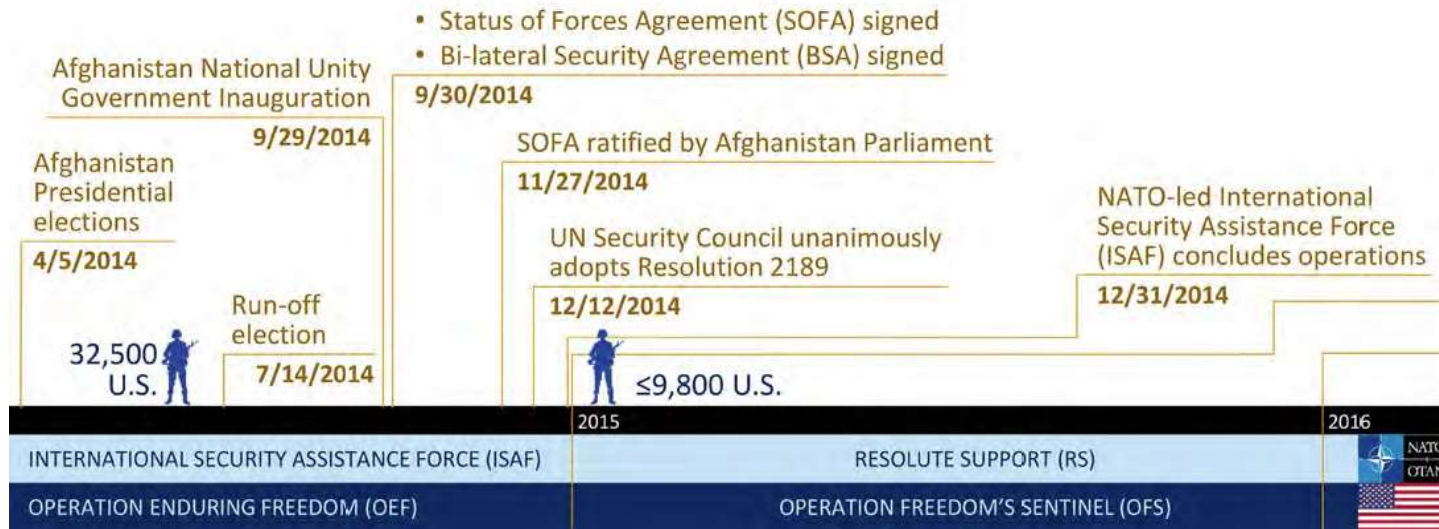 • Status of Forces Agreement (SOFA) signed
• Bi-lateral Security Agreement (BSA) signed
9/30/2014
Afghanistan National Unity
Government Inauguration
9/29/2014
SOFA ratified by Afghanistan Parliament
11/27/2014
Afghanistan
Presidential
elections
4/5/2014
NATO-led International
Security Assistance Force
(ISAF) concludes operations
12/31/2014
UN Security Council unanimously
adopts Resolution 2189
12/12/2014
Run-off
election
7/14/2014
32,500
U.S.
≤9,800 U.S.
2015
2016
INTERNATIONAL SECURITY ASSISTANCE FORCE (ISAF)
RESOLUTE SUPPORT (RS)
NATO
OTAN
OPERATION ENDURING FREEDOM (OEF)
OPERATION FREEDOM'S SENTINEL (OFS)